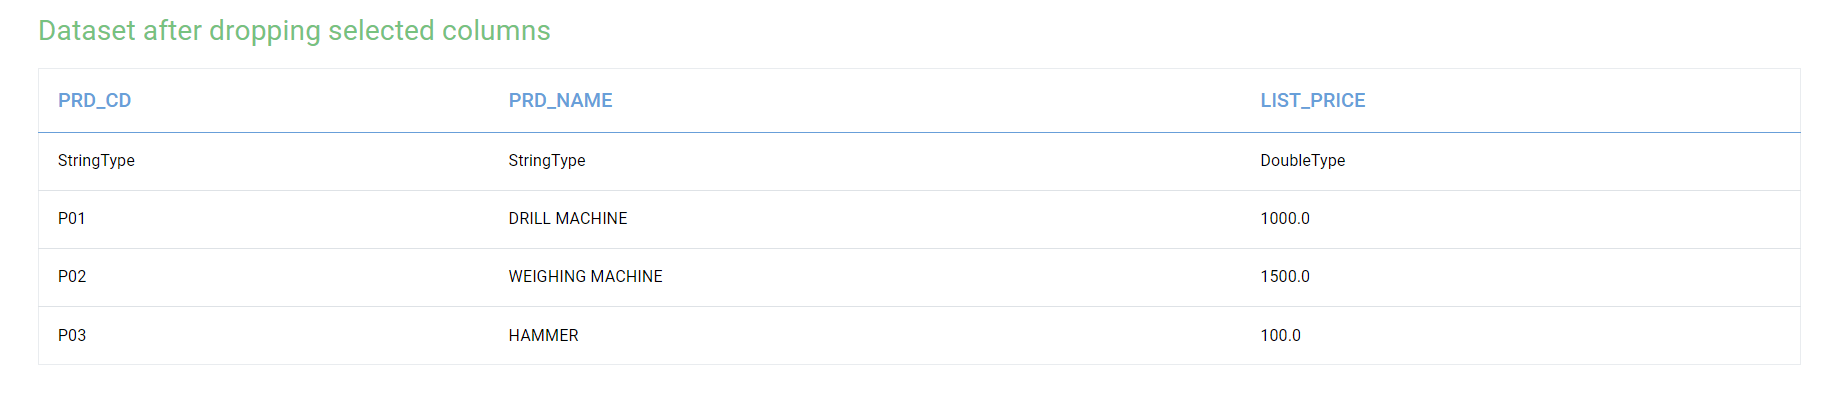 Dataset after dropping selected columns
PRD_CD PRD_NAME LIST_PRICE
StringType StringType DoubleType
P01 DRILL MACHINE 1000.0
P02 WEIGHING MACHINE 1500.0
P03 HAMMER 100.0